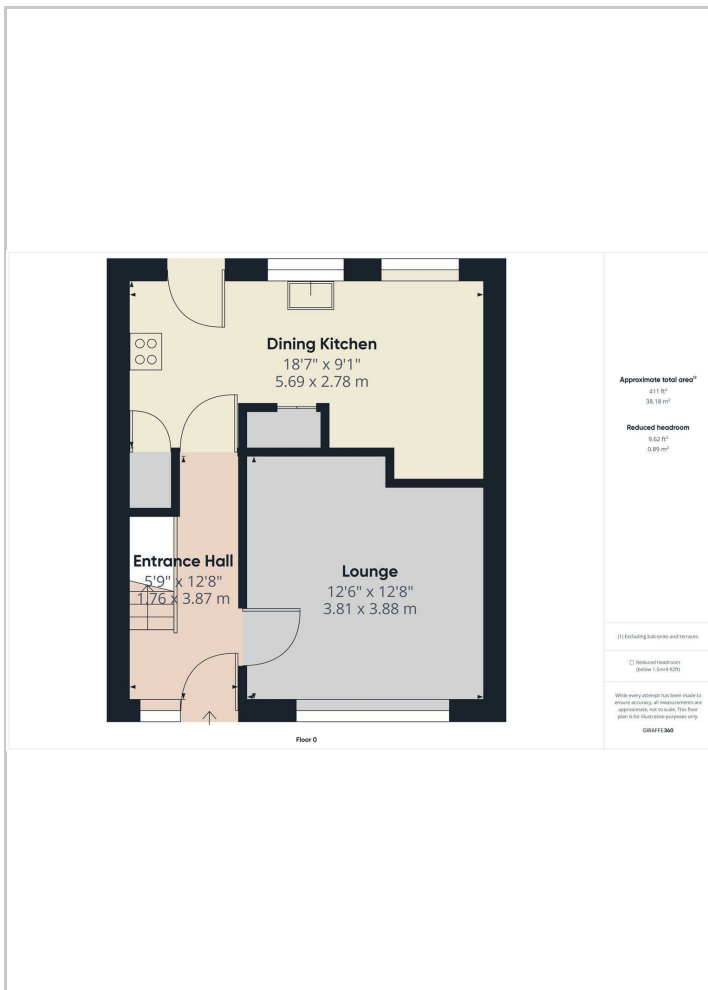 Dining Kitchen
18'7" x 9'1"
5.69 x 2.78 m
Entrance Hall
5'9" x 12'8"
1.76 x 3.87 m
Lounge
12'6" x 12'8"
3.81 x 3.88 m
Floor 0
Approximate total area⁽¹⁾
411 ft²
38.18 m²
Reduced headroom
9.62 ft²
0.89 m²
(1) Excluding balconies and terraces
Reduced headroom
(below 1.5m/4.92ft)
While every attempt has been made to
ensure accuracy, all measurements are
approximate, not to scale. This floor
plan is for illustrative purposes only.
GIRAFFE360